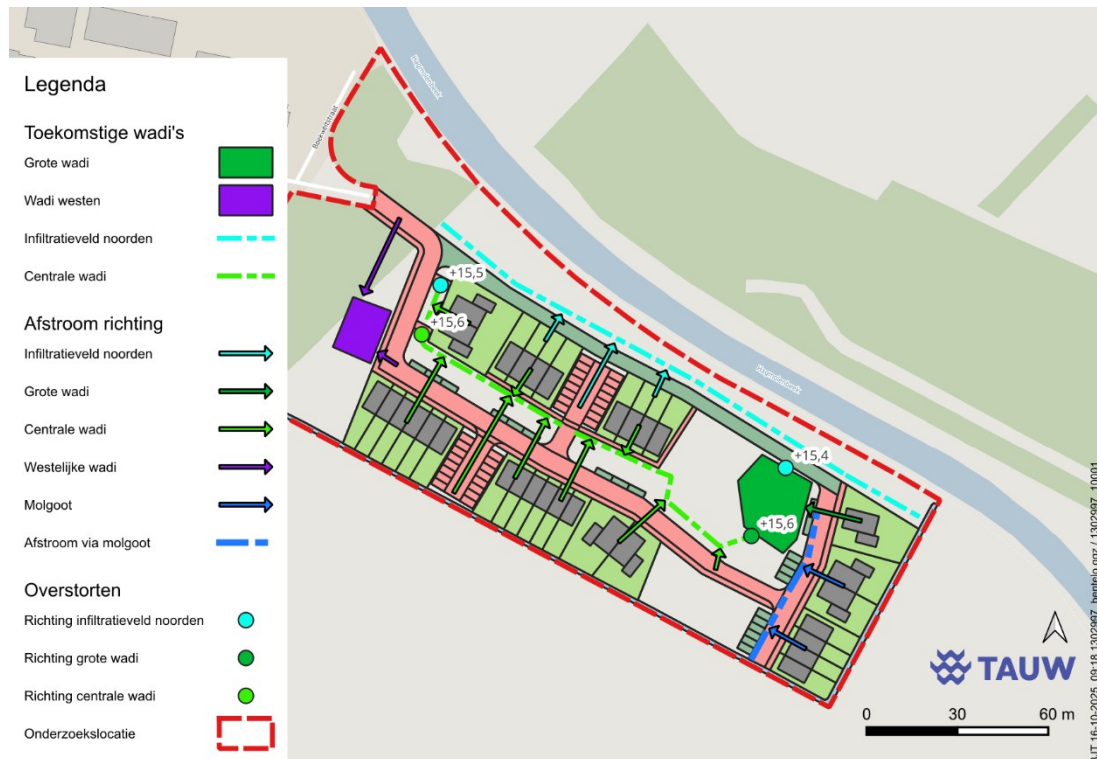 Legenda
Toekomstige wadi's
Grote wadi
Wadi westen
Infiltratieveld noorden
Centrale wadi
Afstroom richting
Infiltratieveld noorden
Grote wadi
Centrale wadi
Westelijke wadi
Molgoot
Afstroom via molgoot
Overstorten
Richting infiltratieveld noorden
Richting grote wadi
Richting centrale wadi
Onderzoekslocatie
+15,5
+15,6
+15,4
+15,6
TAUW
0 30 60 m